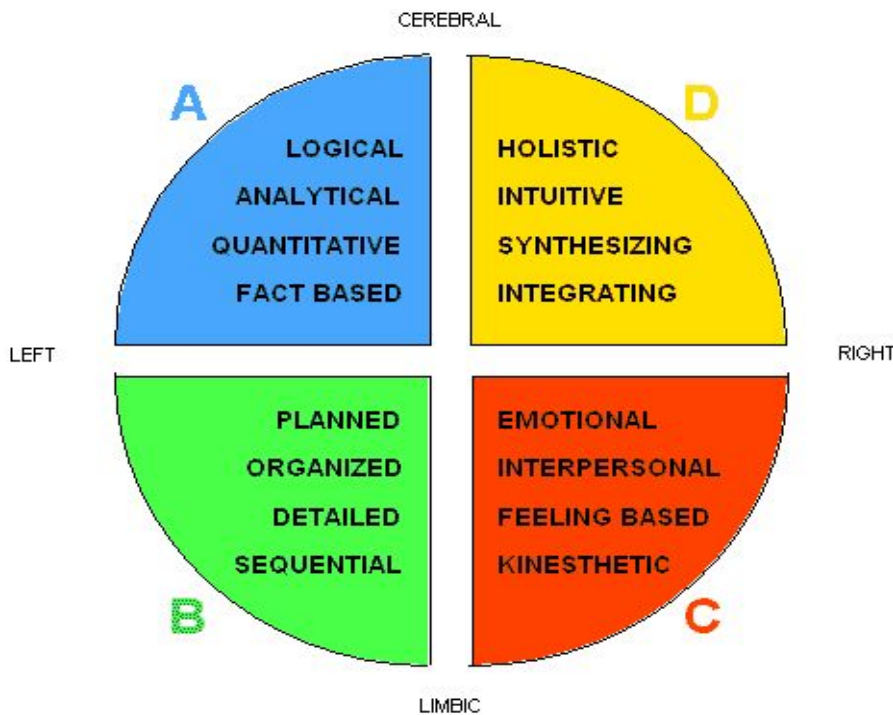 CEREBRAL
A
D
LOGICAL
ANALYTICAL
QUANTITATIVE
FACT BASED
HOLISTIC
INTUITIVE
SYNTHESIZING
INTEGRATING
LEFT
RIGHT
PLANNED
ORGANIZED
DETAILED
SEQUENTIAL
EMOTIONAL
INTERPERSONAL
FEELING BASED
KINESTHETIC
B
C
LIMBIC